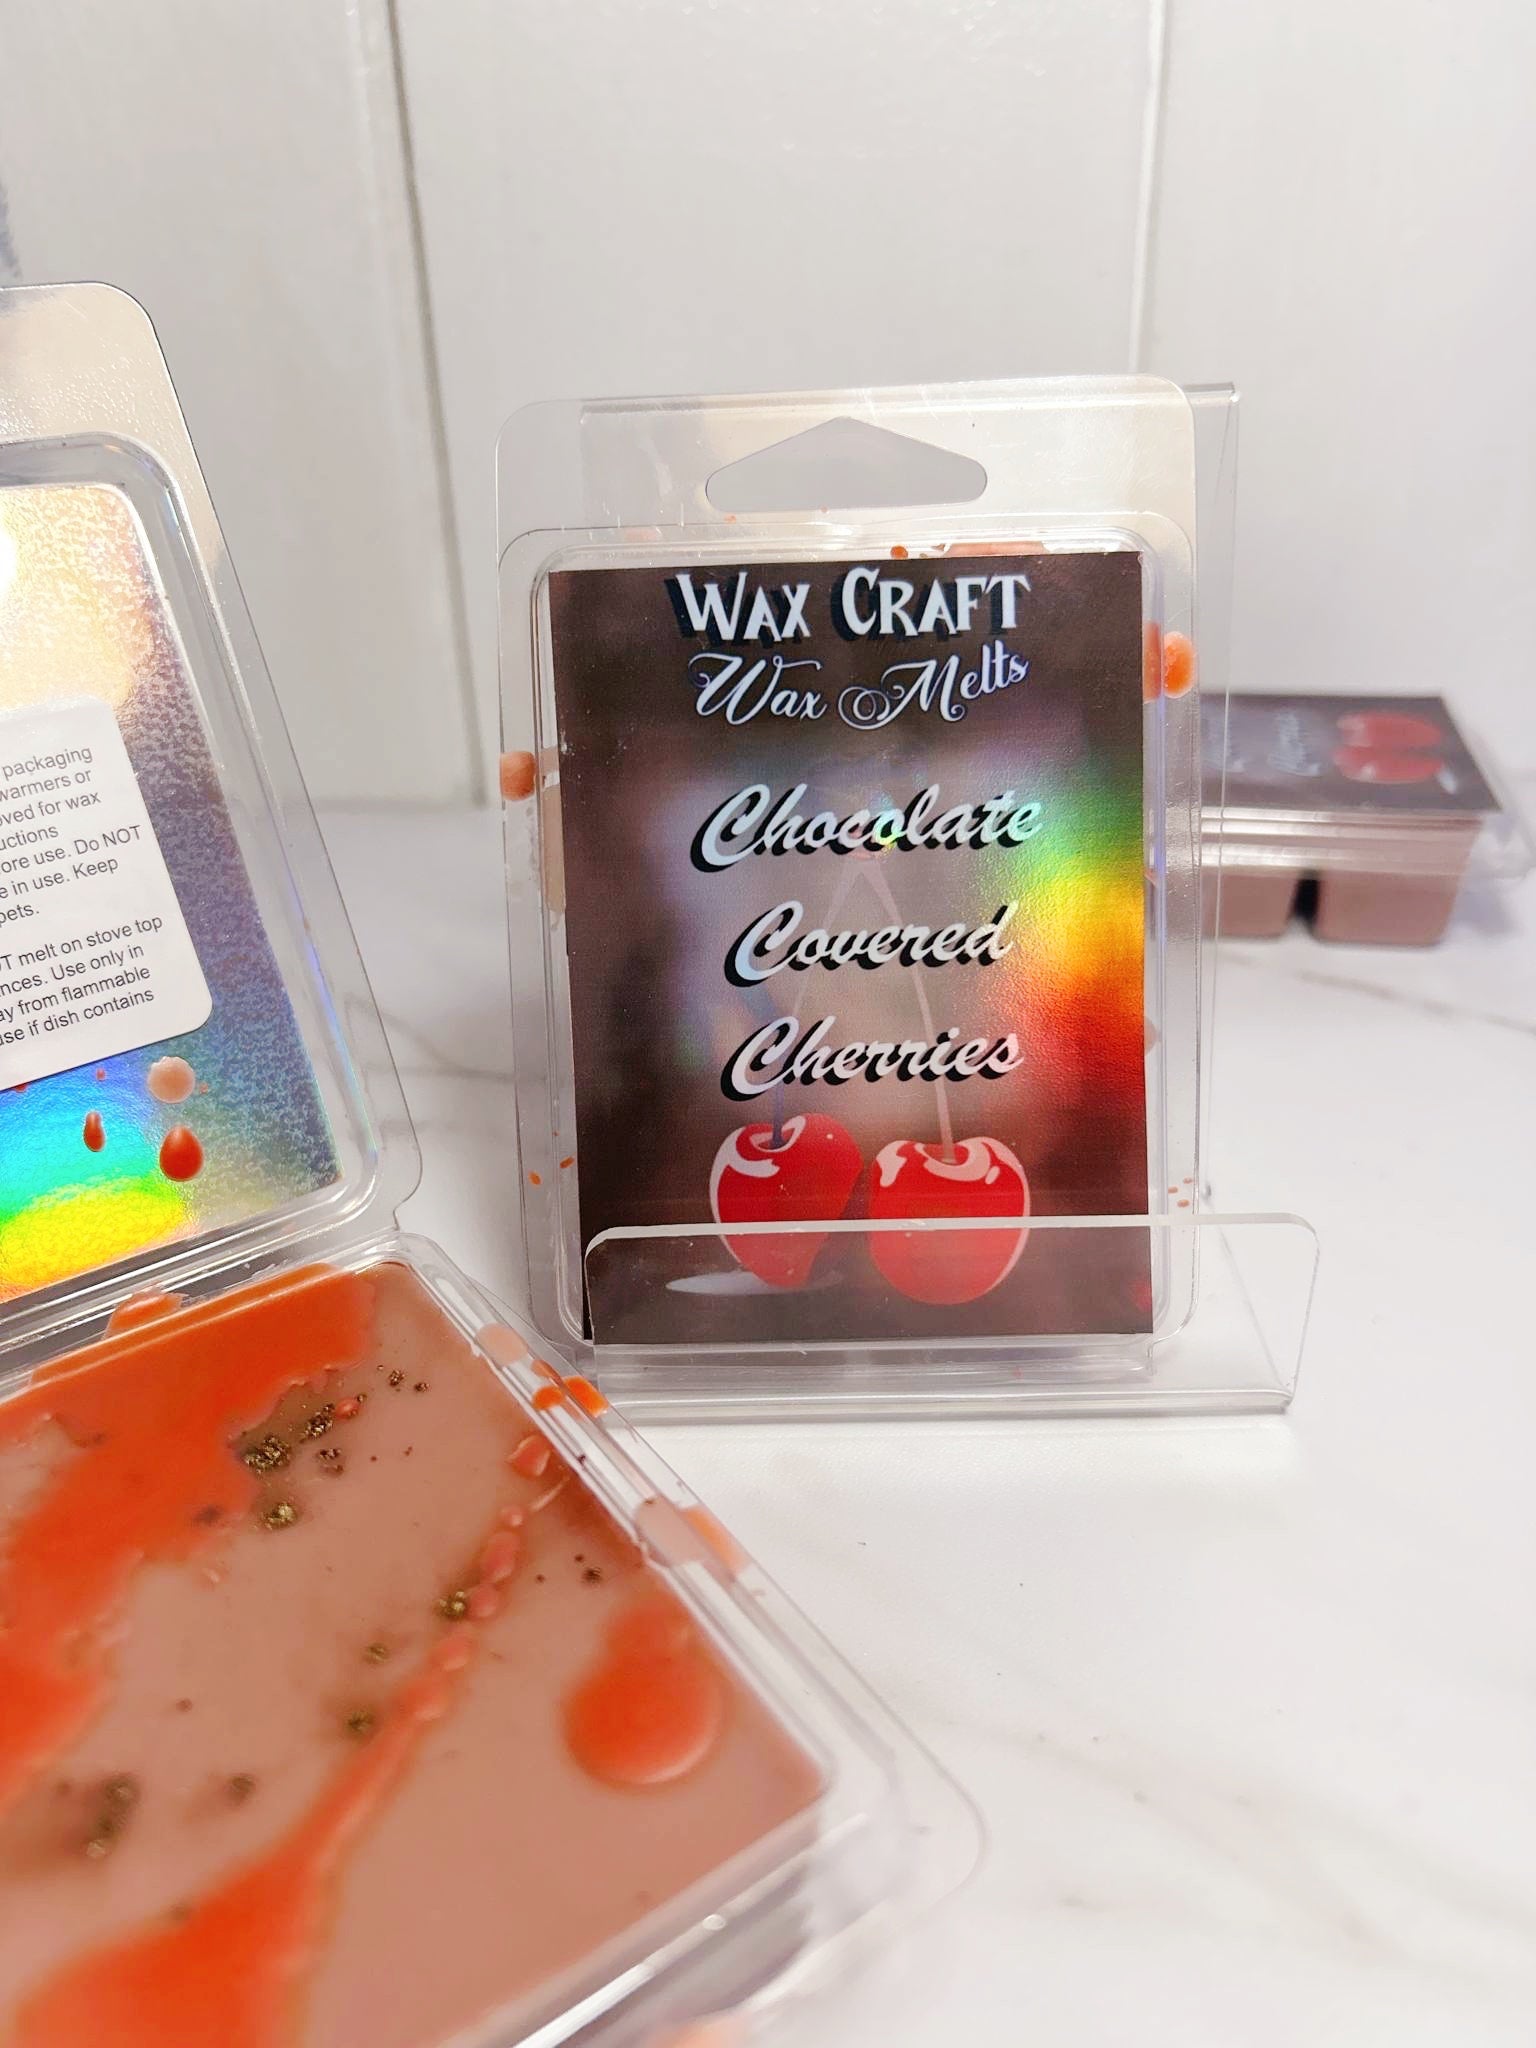 WAX CRAFT
Wax Melts
Chocolate
Covered
Cherries
packaging
warmers or
oved for wax
uctions
ore use. Do NOT
e in use. Keep
pets.
OT melt on stove top
nces. Use only in
ay from flammable
use if dish contains